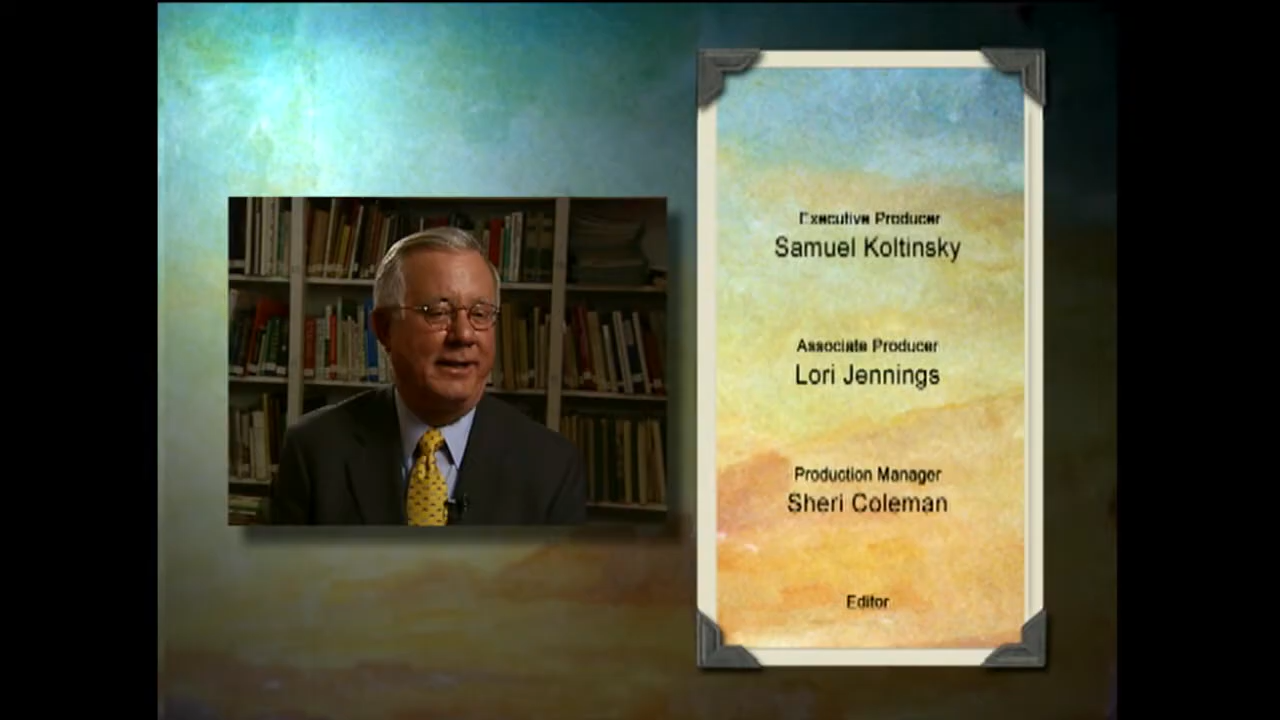 Executive Producer
Samuel Koltinsky
Associate Producer
Lori Jennings
Production Manager
Sheri Coleman
Editor